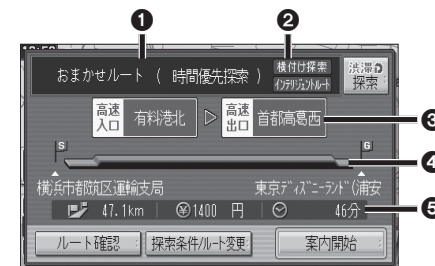 ❶ ❷
おまかせルート ( 時間優先探索 )
横付け探索
インテリジェントルート
渋滞
探索
高速入口 有料港北 ▷ 高速出口 首都高葛西 ❸
S G ❹
横浜市都筑区運輸支局 東京ディズニーランド(浦安
47.1km ¥1400 円 46分 ❺
ルート確認 探索条件/ルート変更 案内開始